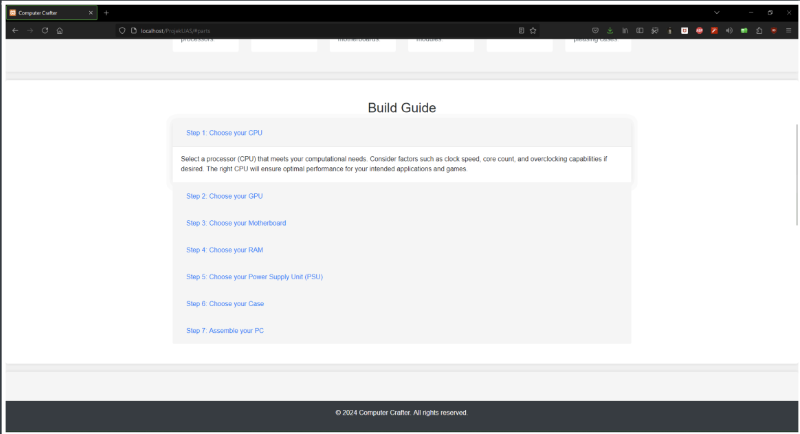 Computer Crafter
localhost/ProjekUAS/#parts
processors
motherboards
modules
Build Guide
Step 1: Choose your CPU
Select a processor (CPU) that meets your computational needs. Consider factors such as clock speed, core count, and overclocking capabilities if
desired. The right CPU will ensure optimal performance for your intended applications and games.
Step 2: Choose your GPU
Step 3: Choose your Motherboard
Step 4: Choose your RAM
Step 5: Choose your Power Supply Unit (PSU)
Step 6: Choose your Case
Step 7: Assemble your PC
© 2024 Computer Crafter. All rights reserved.